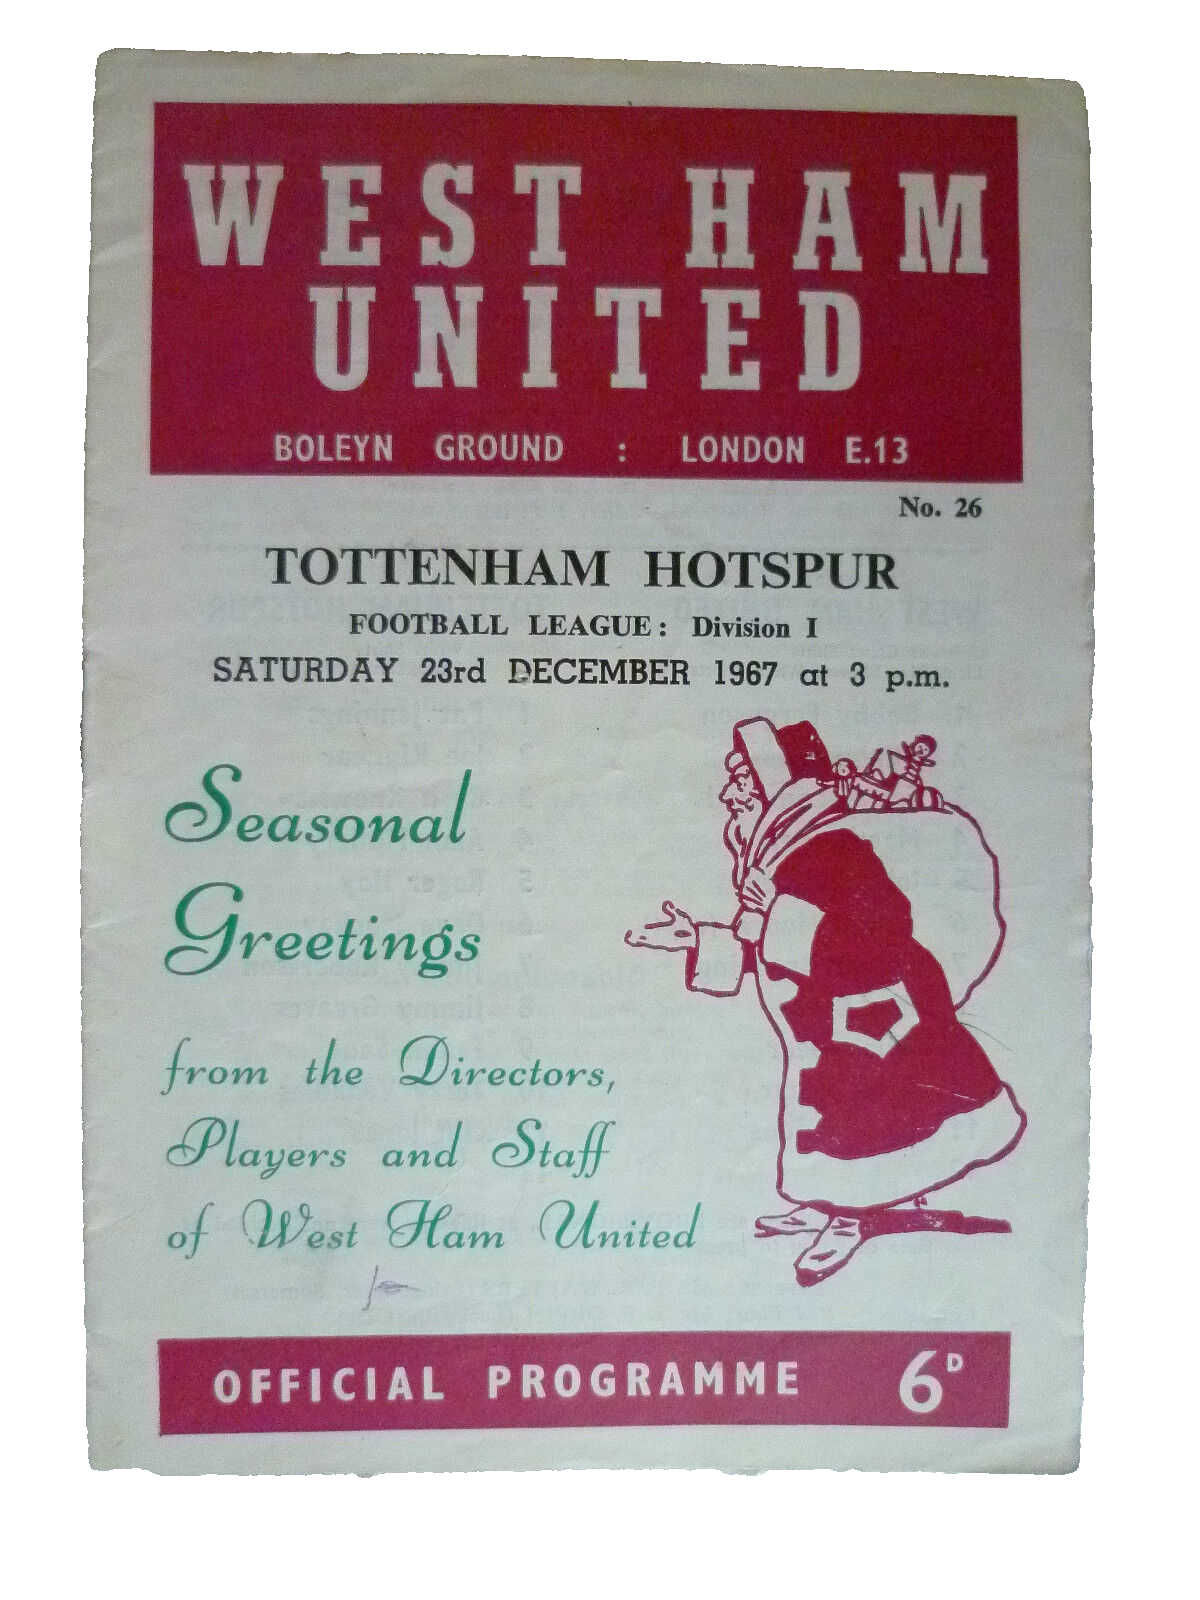 WEST HAM
UNITED
BOLEYN GROUND : LONDON E.13
No. 26
TOTTENHAM HOTSPUR
FOOTBALL LEAGUE: Division I
SATURDAY 23rd DECEMBER 1967 at 3 p.m.
Seasonal
Greetings
from the Directors,
Players and Staff
of West Ham United
OFFICIAL PROGRAMME 6D